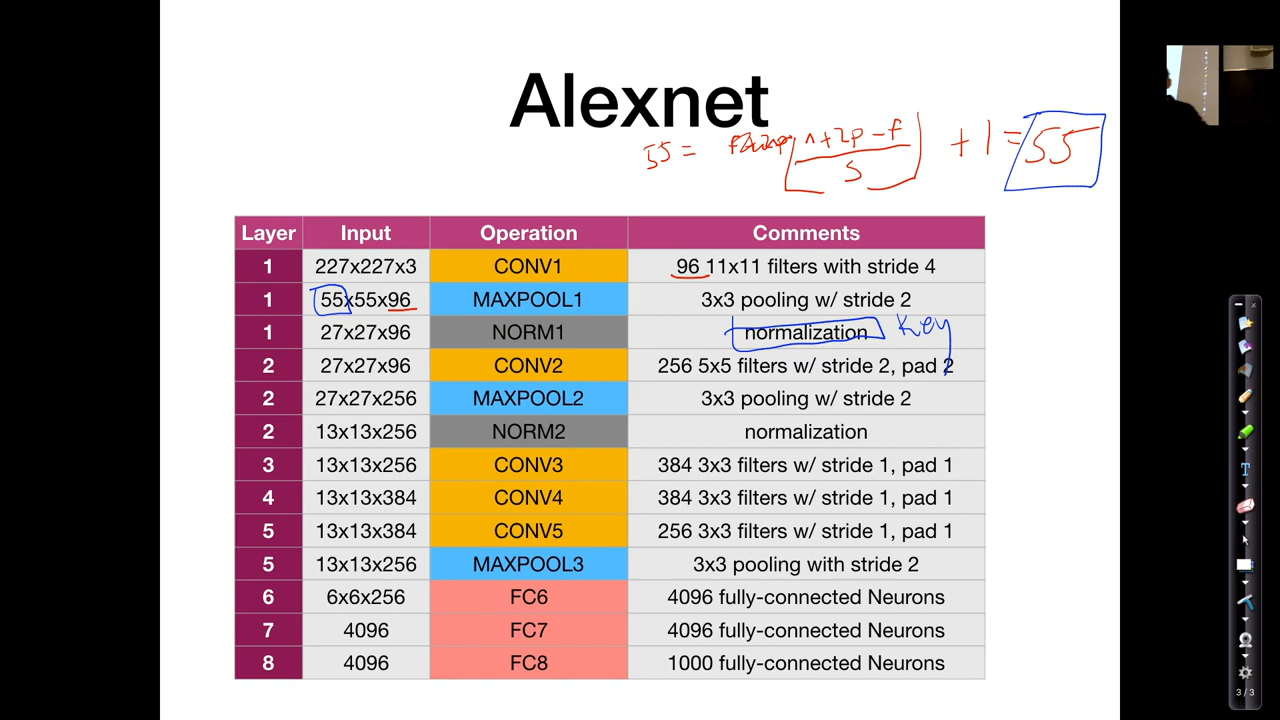 Alexnet
55 = n+2p-f + 1 = 55
s
Layer Input Operation Comments
1 227x227x3 CONV1 96 11x11 filters with stride 4
1 55x55x96 MAXPOOL1 3x3 pooling w/ stride 2
1 27x27x96 NORM1 normalization Key
2 27x27x96 CONV2 256 5x5 filters w/ stride 2, pad 2
2 27x27x256 MAXPOOL2 3x3 pooling w/ stride 2
2 13x13x256 NORM2 normalization
3 13x13x256 CONV3 384 3x3 filters w/ stride 1, pad 1
4 13x13x384 CONV4 384 3x3 filters w/ stride 1, pad 1
5 13x13x384 CONV5 256 3x3 filters w/ stride 1, pad 1
5 13x13x256 MAXPOOL3 3x3 pooling with stride 2
6 6x6x256 FC6 4096 fully-connected Neurons
7 4096 FC7 4096 fully-connected Neurons
8 4096 FC8 1000 fully-connected Neurons
T
3 / 3